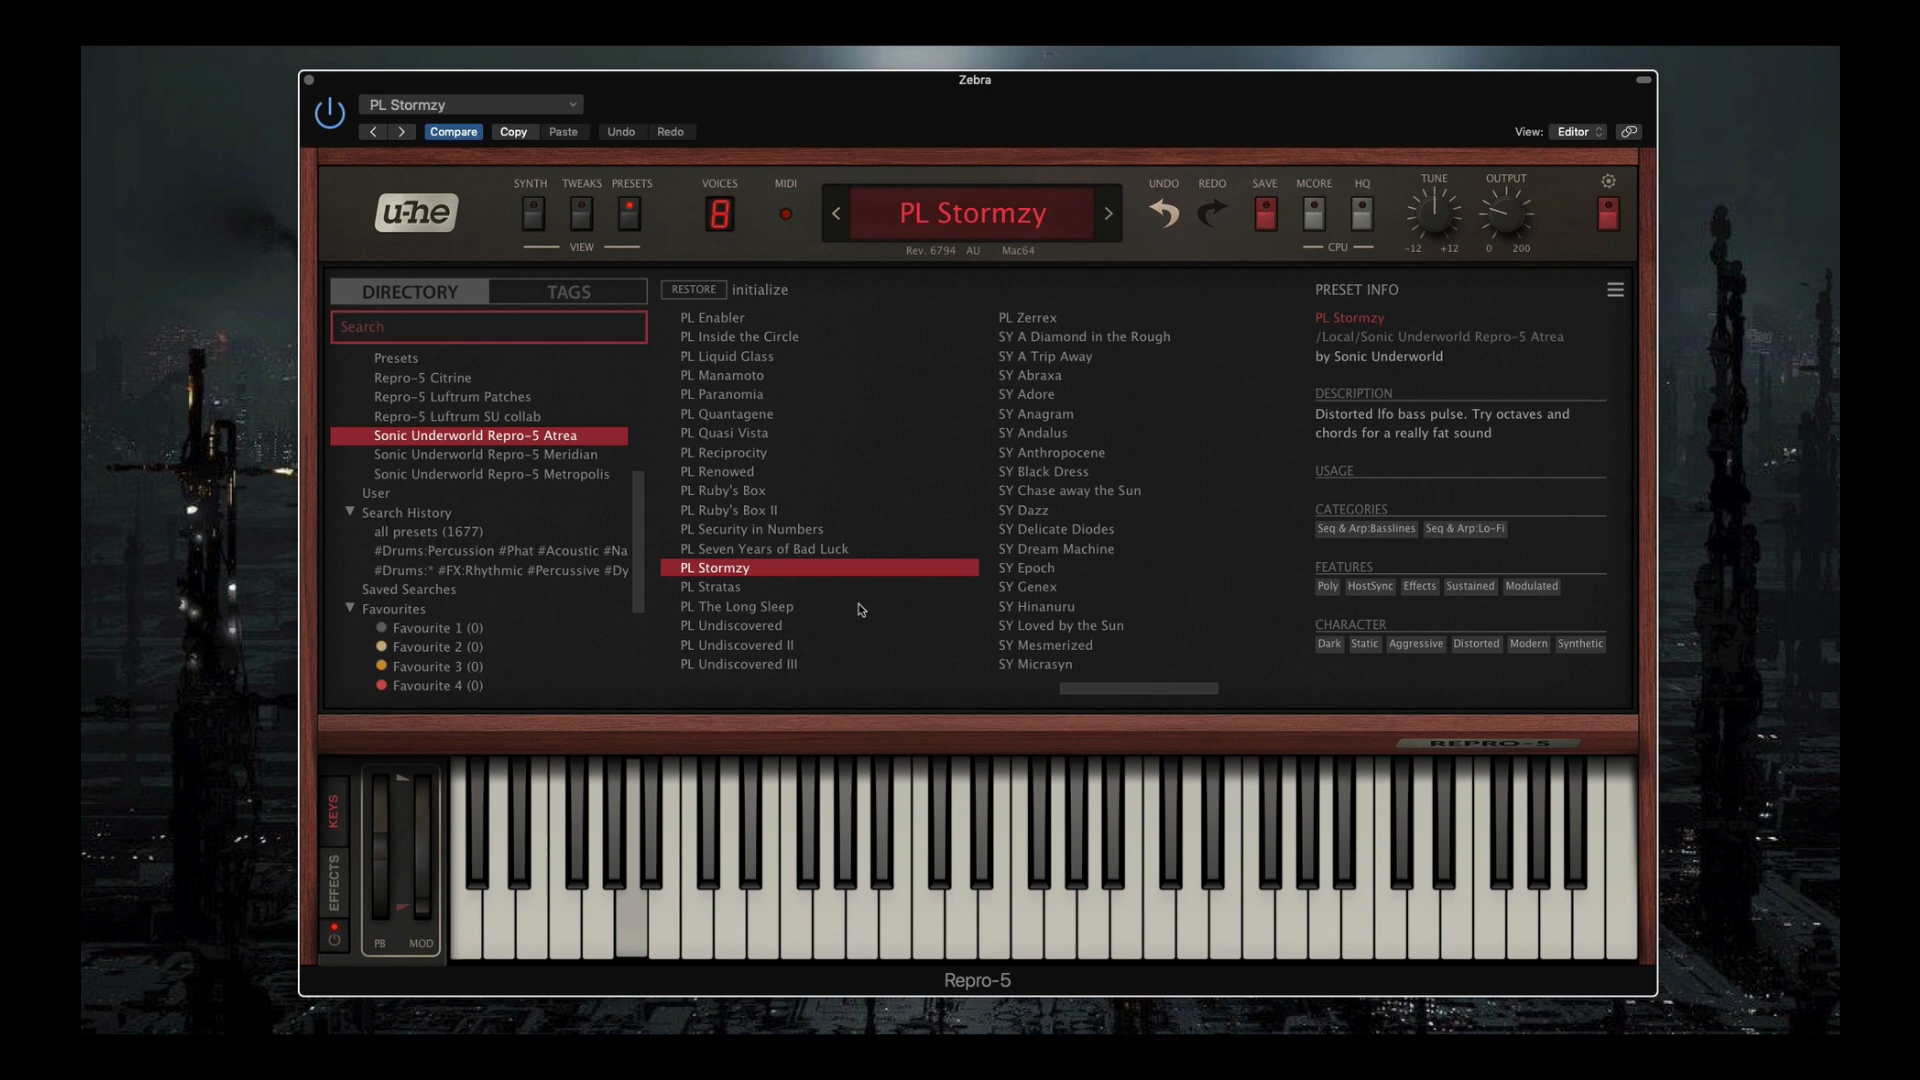 Zebra
PL Stormzy
Compare Copy Paste Undo Redo
View: Editor
u-he
SYNTH TWEAKS PRESETS
VIEW
VOICES
8
MIDI
PL Stormzy
Rev. 6794 AU Mac64
UNDO REDO SAVE MCORE HQ
CPU
TUNE
-12 +12
OUTPUT
0 200
DIRECTORY TAGS
Search
Presets
Repro-5 Citrine
Repro-5 Luftrum Patches
Repro-5 Luftrum SU collab
Sonic Underworld Repro-5 Atrea
Sonic Underworld Repro-5 Meridian
Sonic Underworld Repro-5 Metropolis
User
Search History
all presets (1677)
#Drums:Percussion #Phat #Acoustic #Na
#Drums:* #FX:Rhythmic #Percussive #Dy
Saved Searches
Favourites
Favourite 1 (0)
Favourite 2 (0)
Favourite 3 (0)
Favourite 4 (0)
RESTORE initialize
PL Enabler
PL Inside the Circle
PL Liquid Glass
PL Manamoto
PL Paranomia
PL Quantagene
PL Quasi Vista
PL Reciprocity
PL Renowed
PL Ruby's Box
PL Ruby's Box II
PL Security in Numbers
PL Seven Years of Bad Luck
PL Stormzy
PL Stratas
PL The Long Sleep
PL Undiscovered
PL Undiscovered II
PL Undiscovered III
PL Zerrex
SY A Diamond in the Rough
SY A Trip Away
SY Abraxa
SY Adore
SY Anagram
SY Andalus
SY Anthropocene
SY Black Dress
SY Chase away the Sun
SY Dazz
SY Delicate Diodes
SY Dream Machine
SY Epoch
SY Genex
SY Hinanuru
SY Loved by the Sun
SY Mesmerized
SY Micrasyn
PRESET INFO
PL Stormzy
/Local/Sonic Underworld Repro-5 Atrea
by Sonic Underworld
DESCRIPTION
Distorted lfo bass pulse. Try octaves and
chords for a really fat sound
USAGE
CATEGORIES
Seq & Arp:Basslines Seq & Arp:Lo-Fi
FEATURES
Poly HostSync Effects Sustained Modulated
CHARACTER
Dark Static Aggressive Distorted Modern Synthetic
REPRO-5
KEYS
EFFECTS
PB MOD
Repro-5